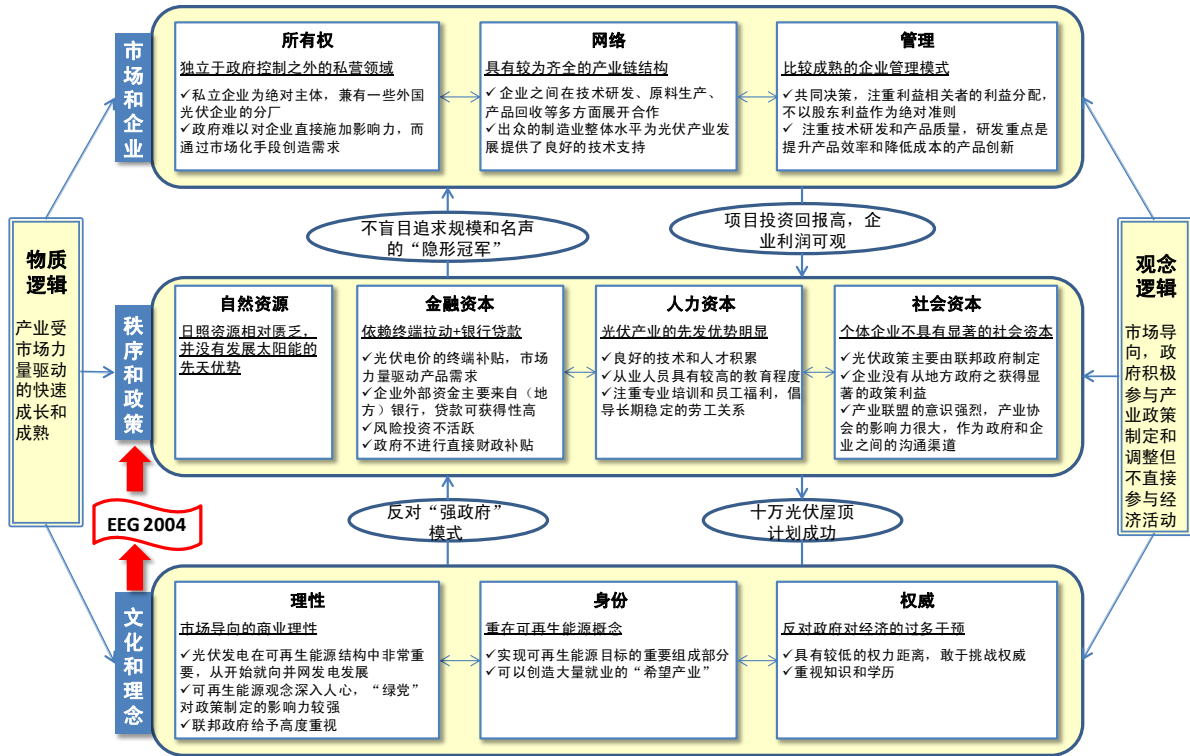 市场和企业
所有权
独立于政府控制之外的私营领域
✓私立企业为绝对主体，兼有一些外国
光伏企业的分厂
✓政府难以对企业直接施加影响力，而
通过市场化手段创造需求
网络
具有较为齐全的产业链结构
✓企业之间在技术研发、原料生产、
产品回收等多方面展开合作
✓出众的制造业整体水平为光伏产业发
展提供了良好的技术支持
管理
比较成熟的企业管理模式
✓共同决策，注重利益相关者的利益分配，
不以股东利益作为绝对准则
✓ 注重技术研发和产品质量，研发重点是
提升产品效率和降低成本的产品创新
不盲目追求规模和名声
的“隐形冠军”
项目投资回报高，企
业利润可观
物质
逻辑
产业受
市场力
量驱动
的快速
成长和
成熟
秩序和政策
自然资源
日照资源相对匮乏，
并没有发展太阳能的
先天优势
金融资本
依赖终端拉动+银行贷款
✓光伏电价的终端补贴，市场
力量驱动产品需求
✓企业外部资金主要来自（地
方）银行，贷款可获得性高
✓风险投资不活跃
✓政府不进行直接财政补贴
人力资本
光伏产业的先发优势明显
✓良好的技术和人才积累
✓从业人员具有较高的教育程度
✓注重专业培训和员工福利，倡
导长期稳定的劳工关系
社会资本
个体企业不具有显著的社会资本
✓光伏政策主要由联邦政府制定
✓企业没有从地方政府之获得显
著的政策利益
✓产业联盟的意识强烈，产业协
会的影响力很大，作为政府和企
业之间的沟通渠道
观念
逻辑
市场导
向，政
府积极
参与产
业政策
制定和
调整但
不直接
参与经
济活动
EEG 2004
反对“强政府”
模式
十万光伏屋顶
计划成功
文化和理念
理性
市场导向的商业理性
✓光伏发电在可再生能源结构中非常重
要，从开始就向并网发电发展
✓可再生能源观念深入人心，“绿党”
对政策制定的影响力较强
✓联邦政府给予高度重视
身份
重在可再生能源概念
✓实现可再生能源目标的重要组成部分
✓可以创造大量就业的“希望产业”
权威
反对政府对经济的过务干预
✓具有较低的权力距离，敢于挑战权威
✓重视知识和学历